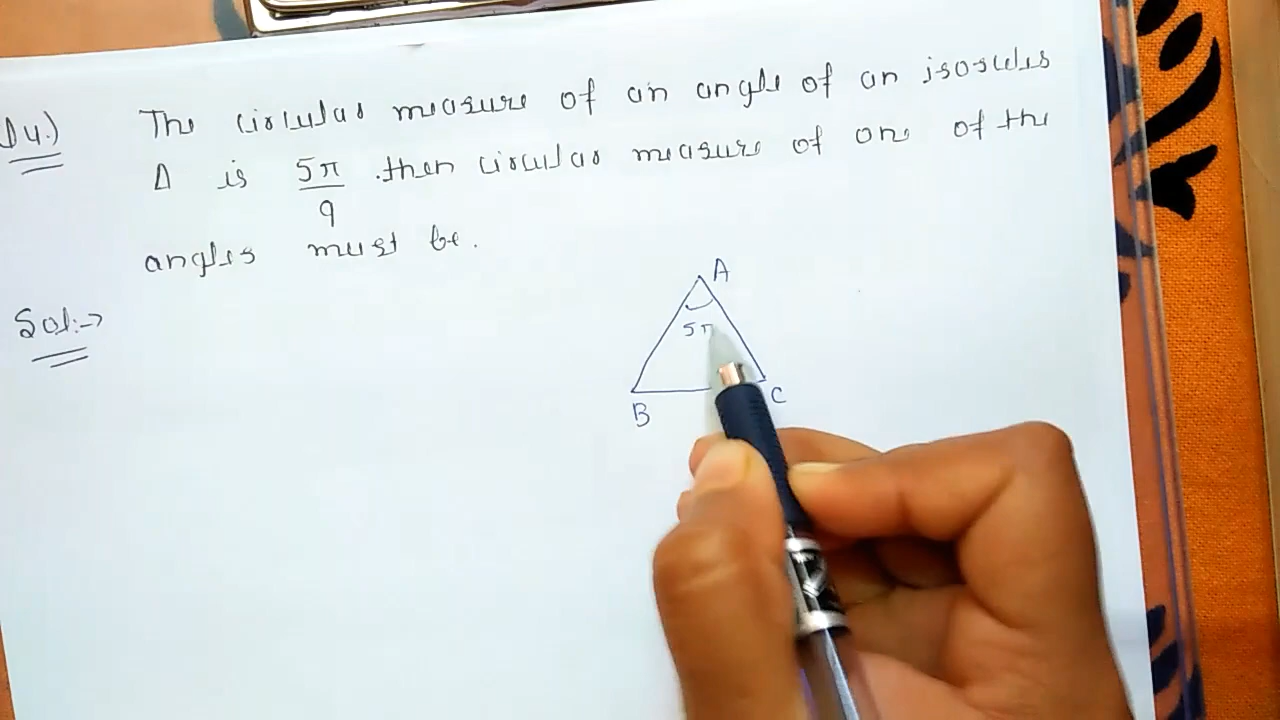 Q4.) The circular measure of an angle of an isosceles
Δ is 5π/9 . then circular measure of one of the
angles must be.
Sol:->
A
5π
B C